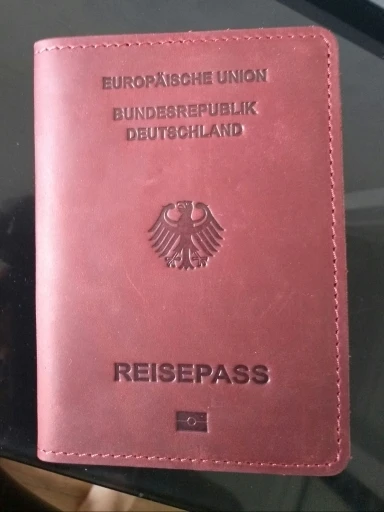 EUROPÄISCHE UNION
BUNDESREPUBLIK
DEUTSCHLAND
REISEPASS